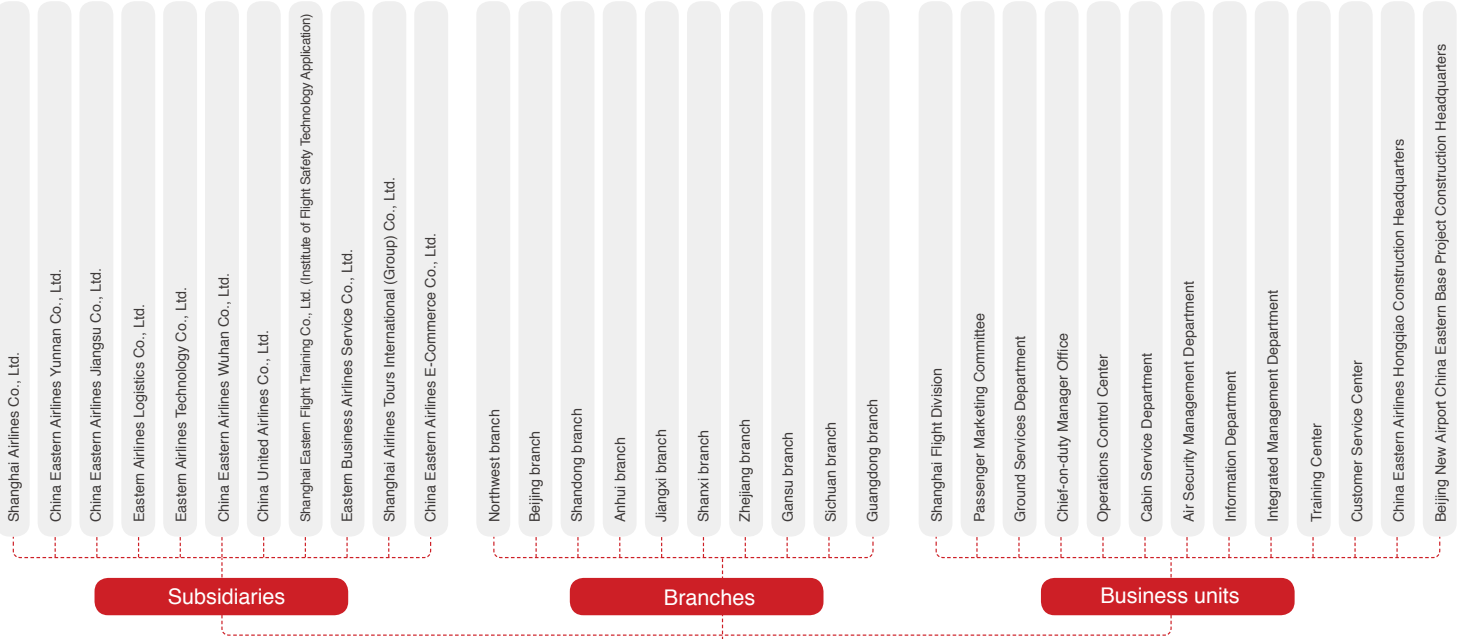 Shanghai Airlines Co., Ltd.
China Eastern Airlines Yunnan Co., Ltd.
China Eastern Airlines Jiangsu Co., Ltd.
Eastern Airlines Logistics Co., Ltd.
Eastern Airlines Technology Co., Ltd.
China Eastern Airlines Wuhan Co., Ltd.
China United Airlines Co., Ltd.
Shanghai Eastern Flight Training Co., Ltd. (Institute of Flight Safety Technology Application)
Eastern Business Airlines Service Co., Ltd.
Shanghai Airlines Tours International (Group) Co., Ltd.
China Eastern Airlines E-Commerce Co., Ltd.
Northwest branch
Beijing branch
Shandong branch
Anhui branch
Jiangxi branch
Shanxi branch
Zhejiang branch
Gansu branch
Sichuan branch
Guangdong branch
Shanghai Flight Division
Passenger Marketing Committee
Ground Services Department
Chief-on-duty Manager Office
Operations Control Center
Cabin Service Department
Air Security Management Department
Information Department
Integrated Management Department
Training Center
Customer Service Center
China Eastern Airlines Hongqiao Construction Headquarters
Beijing New Airport China Eastern Base Project Construction Headquarters
Subsidiaries
Branches
Business units